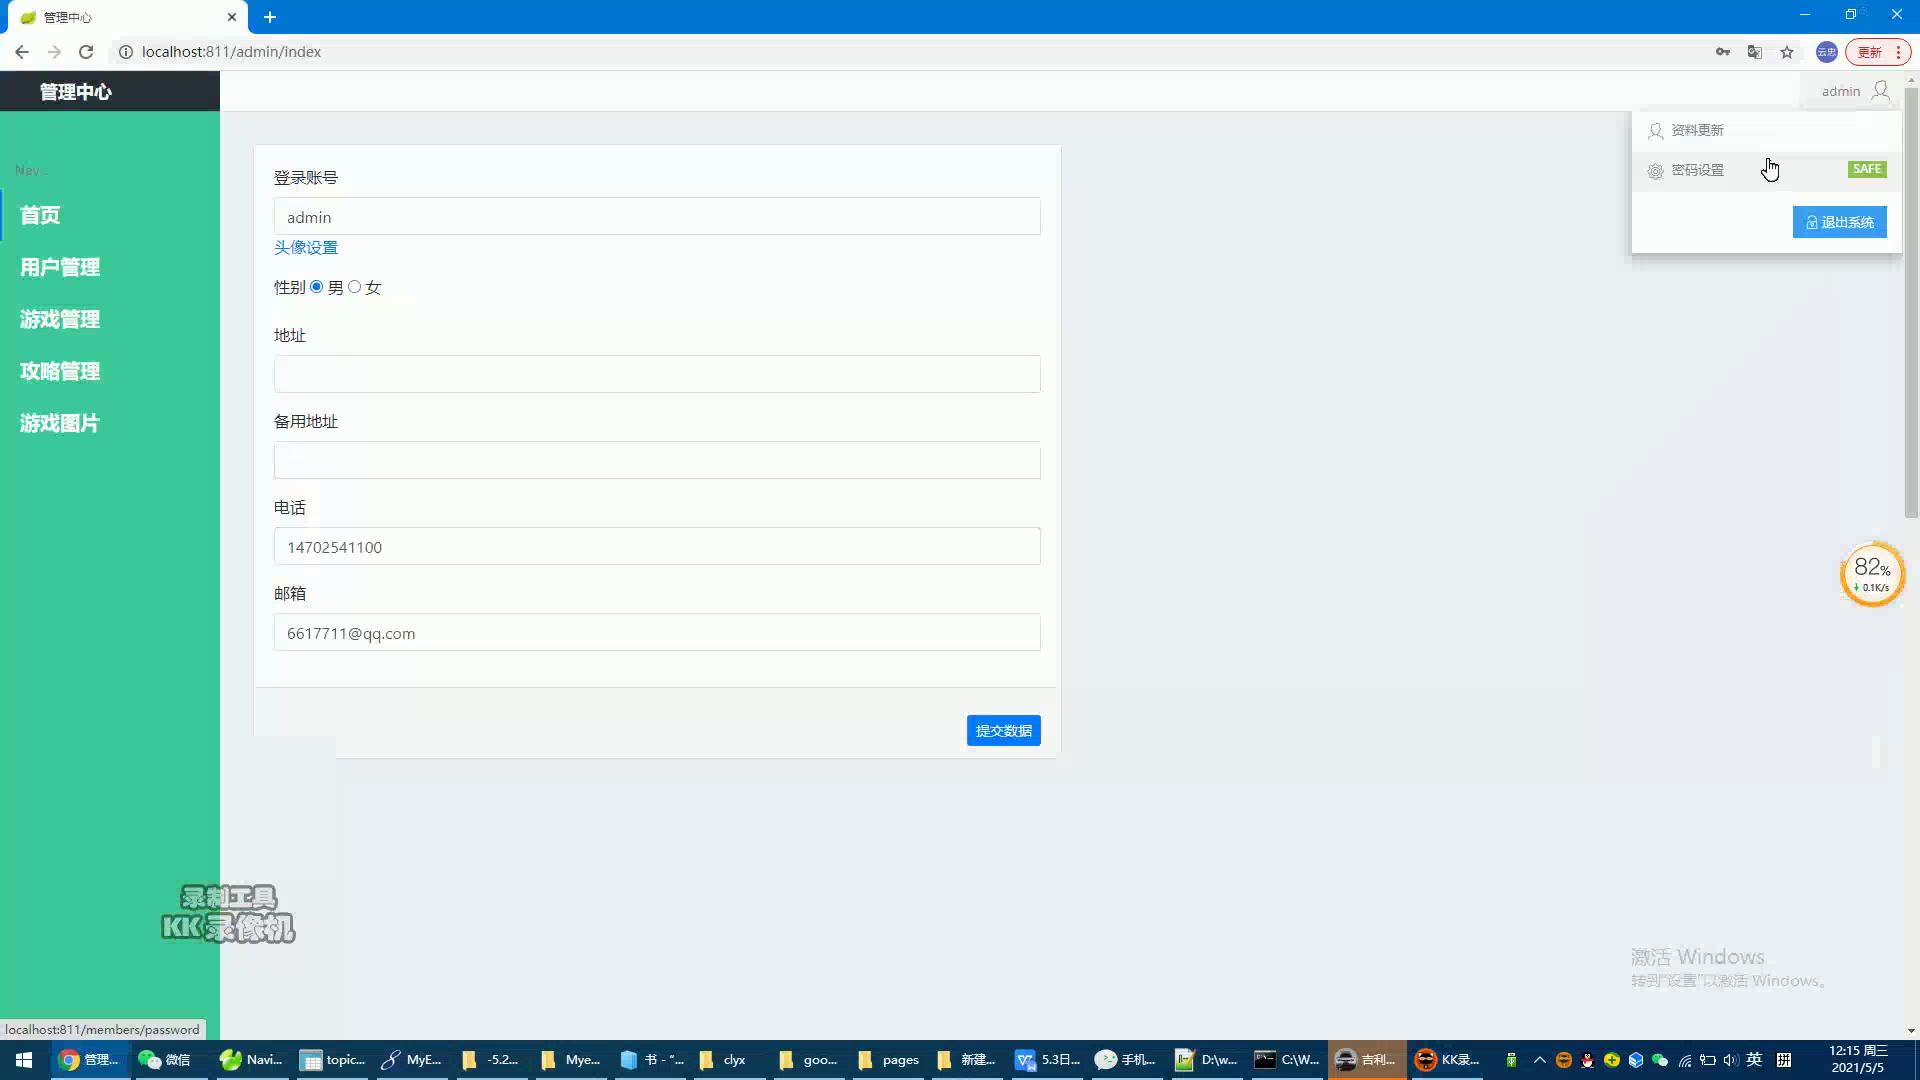 管理中心
localhost:811/admin/index
更新
管理中心
admin
资料更新
密码设置
SAFE
退出系统
Nav...
首页
用户管理
游戏管理
攻略管理
游戏图片
登录账号
admin
头像设置
性别 男 女
地址
备用地址
电话
14702541100
邮箱
6617711@qq.com
提交数据
82%
0.1K/s
录制工具
KK录像机
激活 Windows
转到"设置"以激活 Windows。
localhost:811/members/password
管理...
微信
Navi...
topic...
MyE...
-5.2...
Mye...
书 - "...
clyx
goo...
pages
新建...
5.3日...
手机...
D:\w...
C:\W...
吉利...
KK录...
英
12:15 周三
2021/5/5